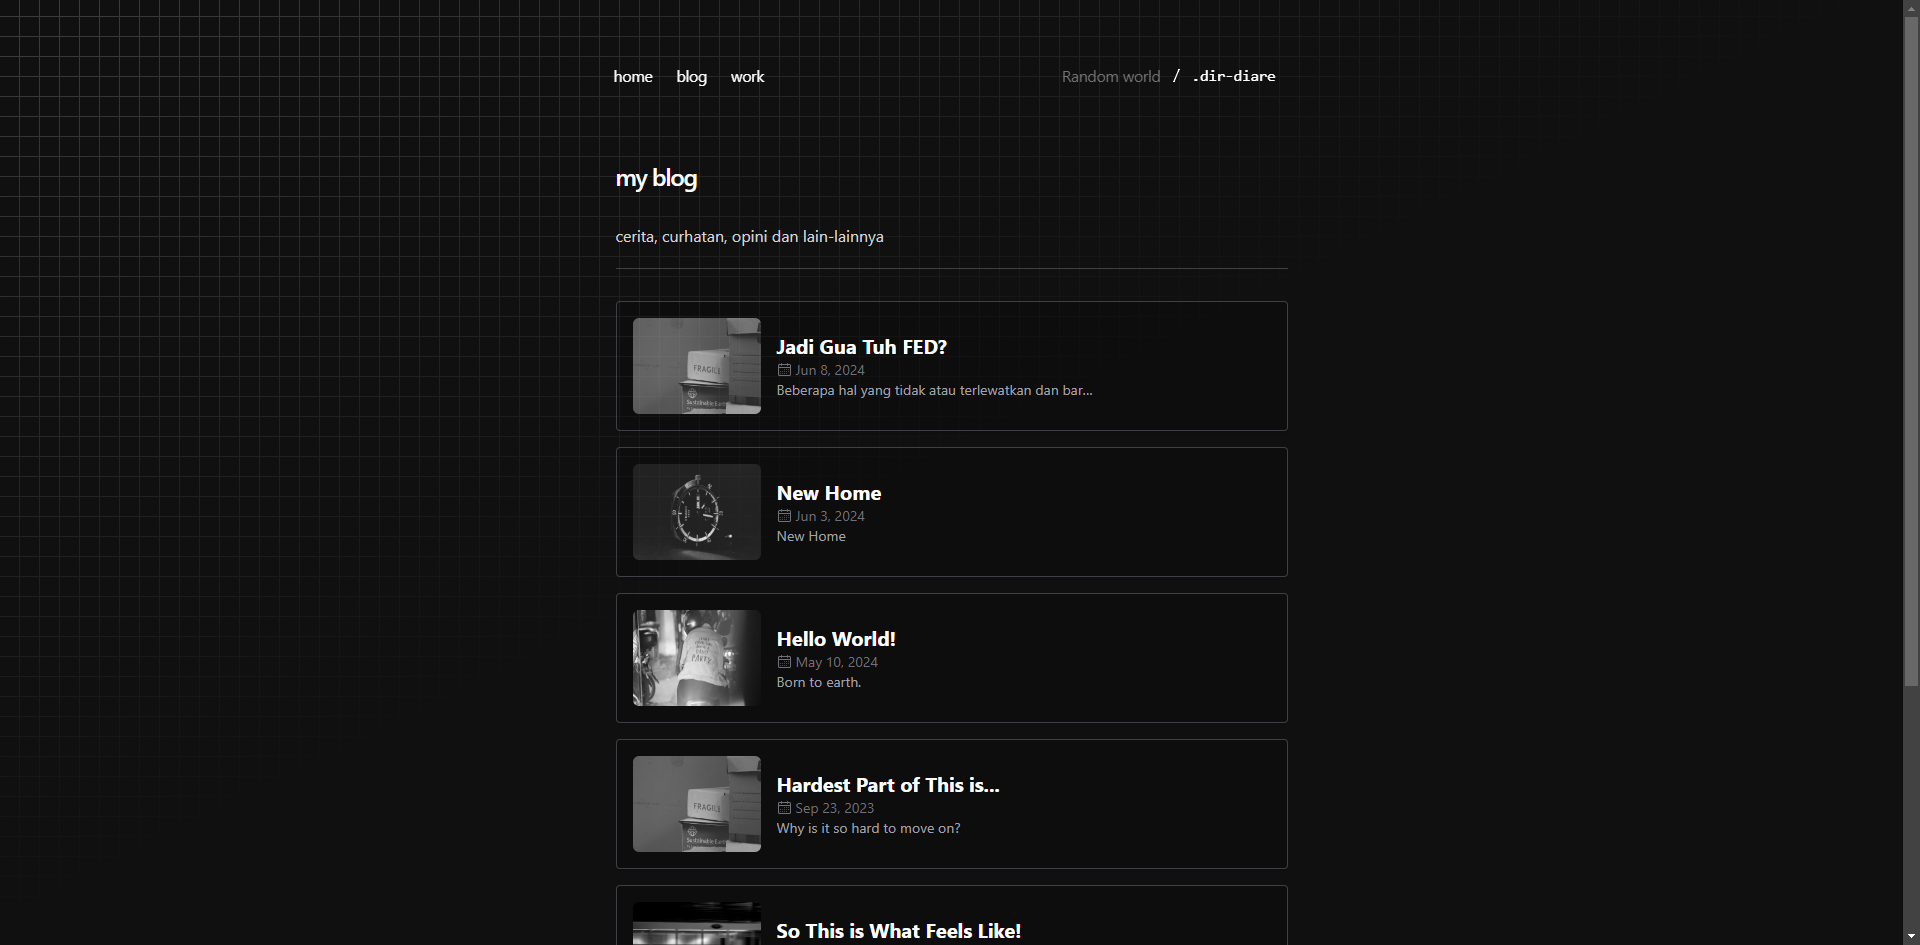 home blog work Random world / .dir-diare
my blog
cerita, curhatan, opini dan lain-lainnya
FRAGILE
Jadi Gua Tuh FED?
Jun 8, 2024
Beberapa hal yang tidak atau terlewatkan dan bar...
New Home
Jun 3, 2024
New Home
PARTY
Hello World!
May 10, 2024
Born to earth.
FRAGILE
Hardest Part of This is...
Sep 23, 2023
Why is it so hard to move on?
So This is What Feels Like!